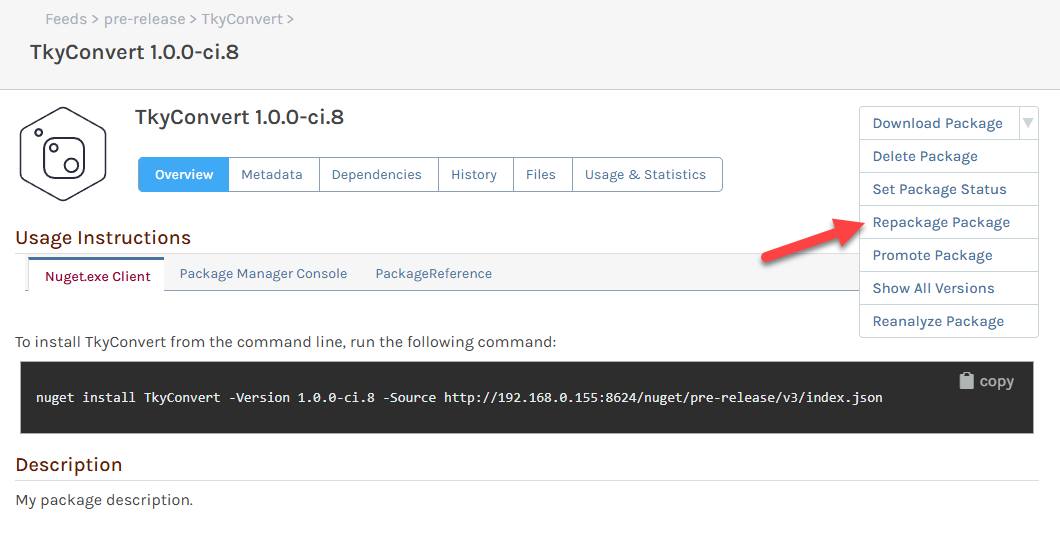 Feeds > pre-release > TkyConvert >
TkyConvert 1.0.0-ci.8
TkyConvert 1.0.0-ci.8
Download Package
Delete Package
Set Package Status
Repackage Package
Promote Package
Show All Versions
Reanalyze Package
Overview Metadata Dependencies History Files Usage & Statistics
Usage Instructions
Nuget.exe Client Package Manager Console PackageReference
To install TkyConvert from the command line, run the following command:
copy
nuget install TkyConvert -Version 1.0.0-ci.8 -Source http://192.168.0.155:8624/nuget/pre-release/v3/index.json
Description
My package description.